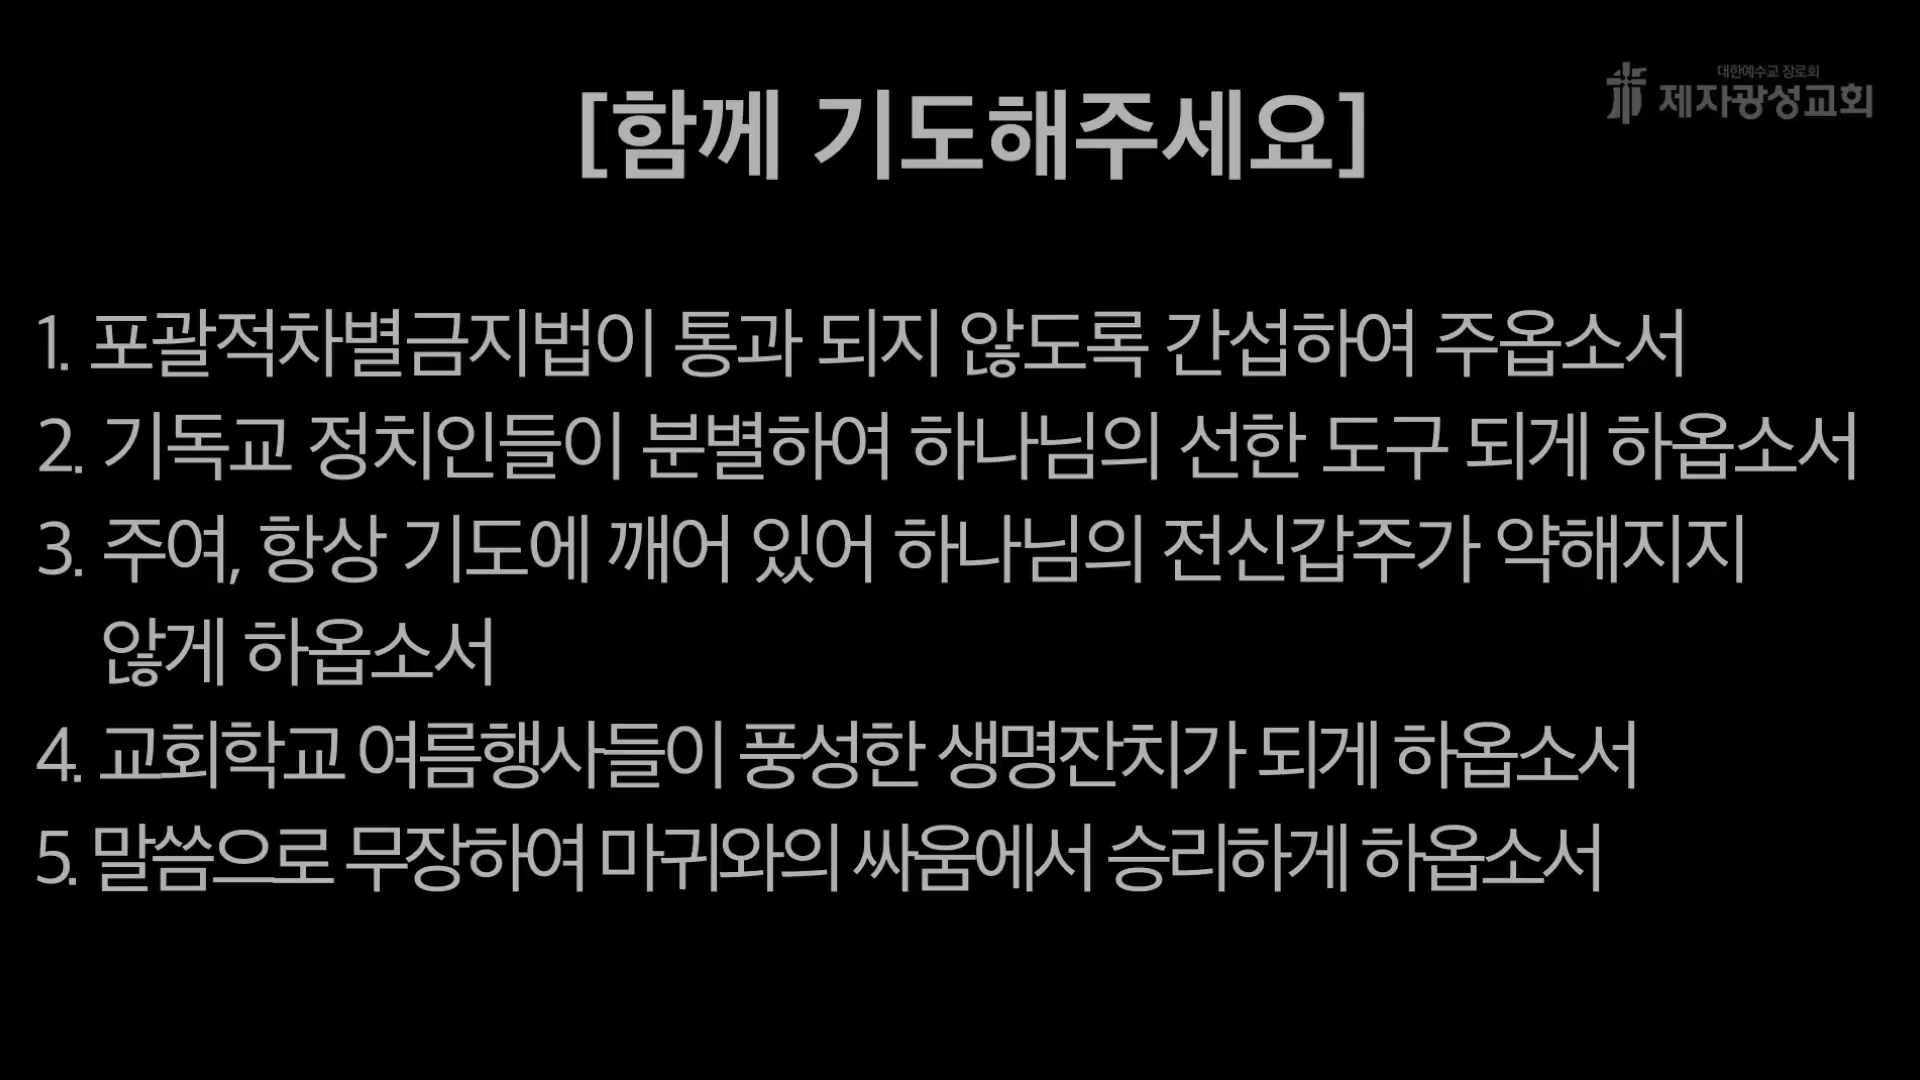 대한예수교 장로회
제자광성교회
[함께 기도해주세요]
1. 포괄적차별금지법이 통과 되지 않도록 간섭하여 주옵소서
2. 기독교 정치인들이 분별하여 하나님의 선한 도구 되게 하옵소서
3. 주여, 항상 기도에 깨어 있어 하나님의 전신갑주가 약해지지
않게 하옵소서
4. 교회학교 여름행사들이 풍성한 생명잔치가 되게 하옵소서
5. 말씀으로 무장하여 마귀와의 싸움에서 승리하게 하옵소서